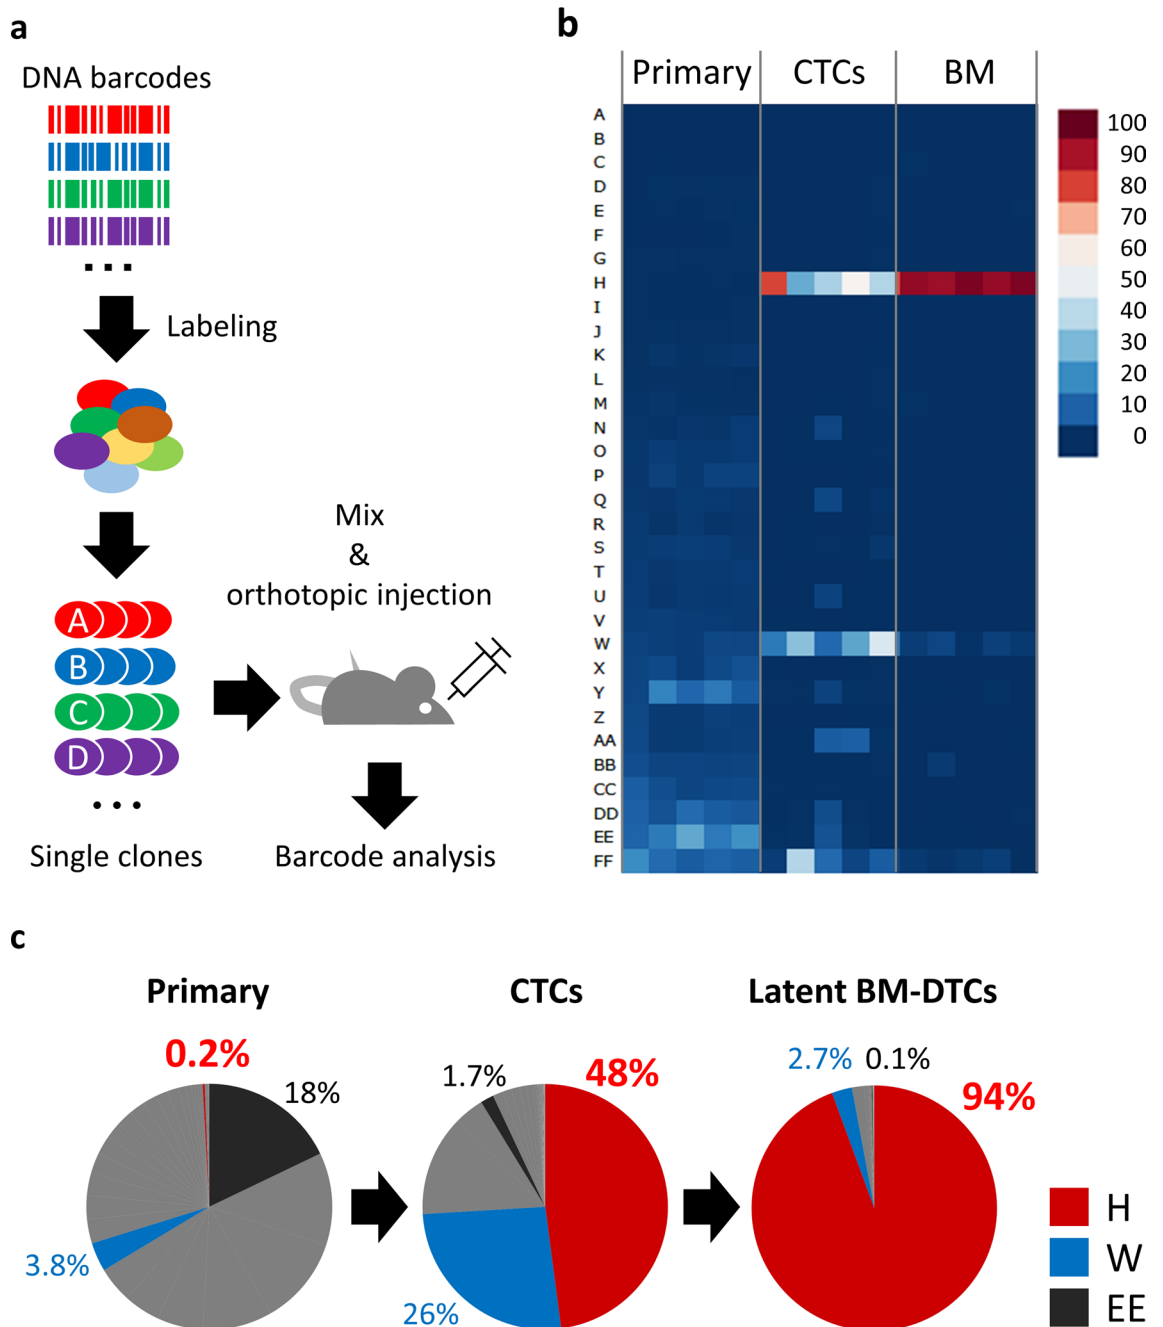 a
DNA barcodes
...
Labeling
A
B
C
D
...
Single clones
Mix
&
orthotopic injection
Barcode analysis
b
Primary CTCs BM
A
B
C
D
E
F
G
H
I
J
K
L
M
N
O
P
Q
R
S
T
U
V
W
X
Y
Z
AA
BB
CC
DD
EE
FF
100
90
80
70
60
50
40
30
20
10
0
c
Primary
0.2%
18%
3.8%
CTCs
1.7%
48%
26%
Latent BM-DTCs
2.7% 0.1%
94%
H
W
EE